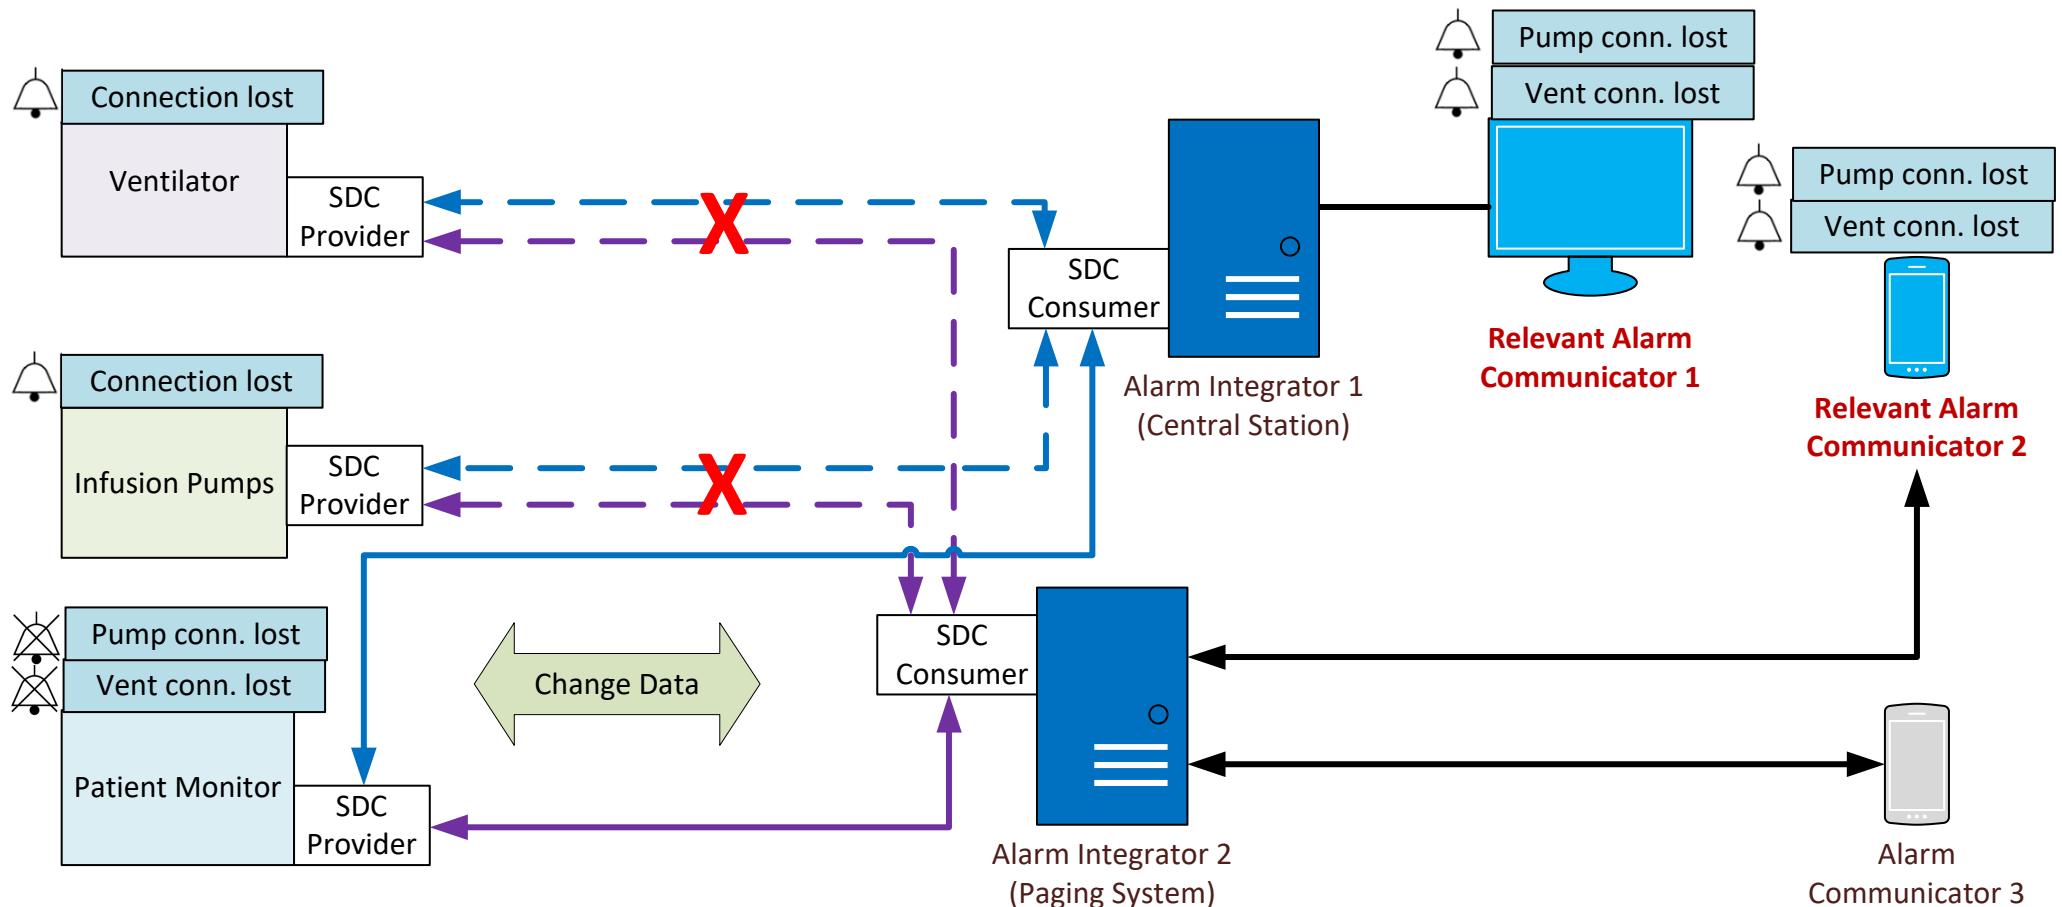 Connection lost
Ventilator
SDC
Provider
Connection lost
Infusion Pumps
SDC
Provider
Pump conn. lost
Vent conn. lost
Patient Monitor
SDC
Provider
X
X
Change Data
SDC
Consumer
Alarm Integrator 1
(Central Station)
SDC
Consumer
Alarm Integrator 2
(Paging System)
Pump conn. lost
Vent conn. lost
Relevant Alarm
Communicator 1
Pump conn. lost
Vent conn. lost
Relevant Alarm
Communicator 2
Alarm
Communicator 3